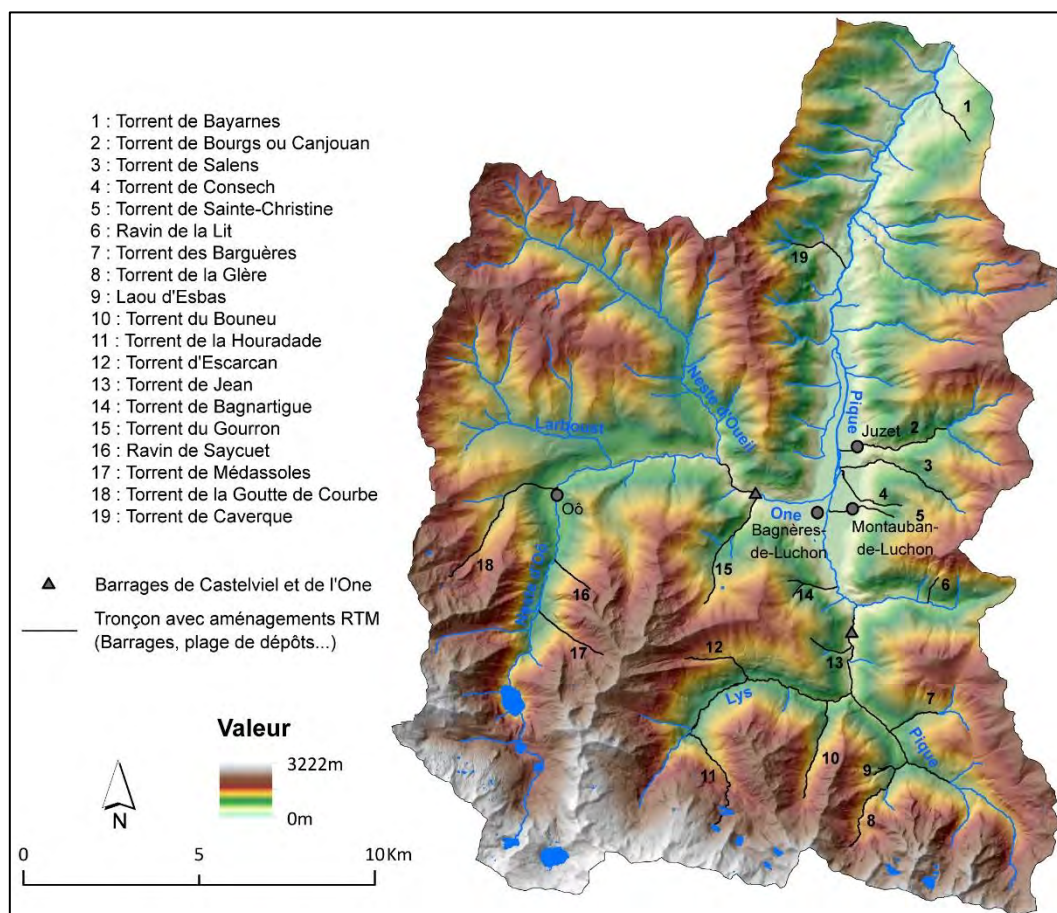 1 : Torrent de Bayarnes
2 : Torrent de Bourgs ou Canjouan
3 : Torrent de Salens
4 : Torrent de Consech
5 : Torrent de Sainte-Christine
6 : Ravin de la Lit
7 : Torrent des Barguères
8 : Torrent de la Glère
9 : Laou d'Esbas
10 : Torrent du Bouneu
11 : Torrent de la Houradade
12 : Torrent d'Escarcan
13 : Torrent de Jean
14 : Torrent de Bagnartigue
15 : Torrent du Gourron
16 : Ravin de Saycuet
17 : Torrent de Médassoles
18 : Torrent de la Goutte de Courbe
19 : Torrent de Caverque
Barrages de Castelviel et de l'One
Tronçon avec aménagements RTM
(Barrages, plage de dépôts...)
Valeur
3222m
0m
N
0
5
10Km
1
19
Neste d'Oueil
Pique
Larboust
Juzet
2
3
4
5
One
Oô
Bagnères-
de-Luchon
Montauban-
de-Luchon
18
15
14
6
16
17
13
12
Lys
7
Pique
9
10
11
8